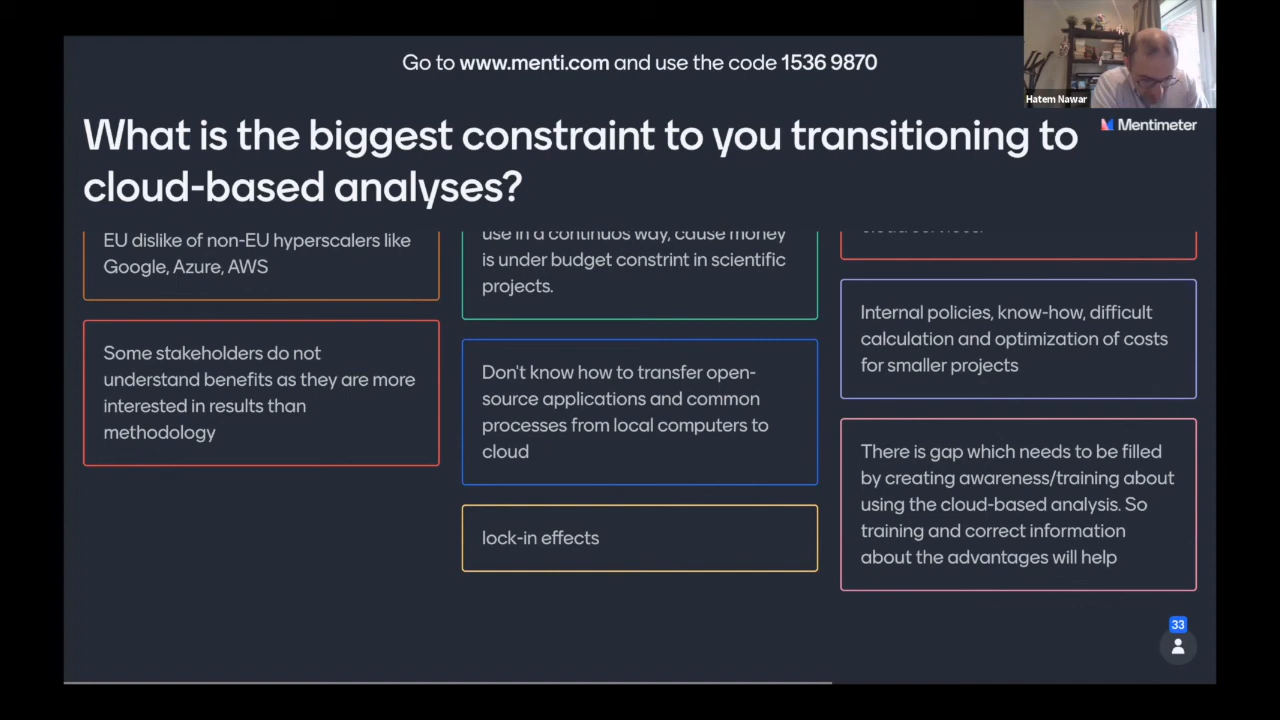 Go to www.menti.com and use the code 1536 9870
Hatem Nawar
Mentimeter
What is the biggest constraint to you transitioning to
cloud-based analyses?
EU dislike of non-EU hyperscalers like
Google, Azure, AWS
Some stakeholders do not
understand benefits as they are more
interested in results than
methodology
use in a continuos way, cause money
is under budget constrint in scientific
projects.
Don't know how to transfer open-
source applications and common
processes from local computers to
cloud
lock-in effects
Internal policies, know-how, difficult
calculation and optimization of costs
for smaller projects
There is gap which needs to be filled
by creating awareness/training about
using the cloud-based analysis. So
training and correct information
about the advantages will help
33